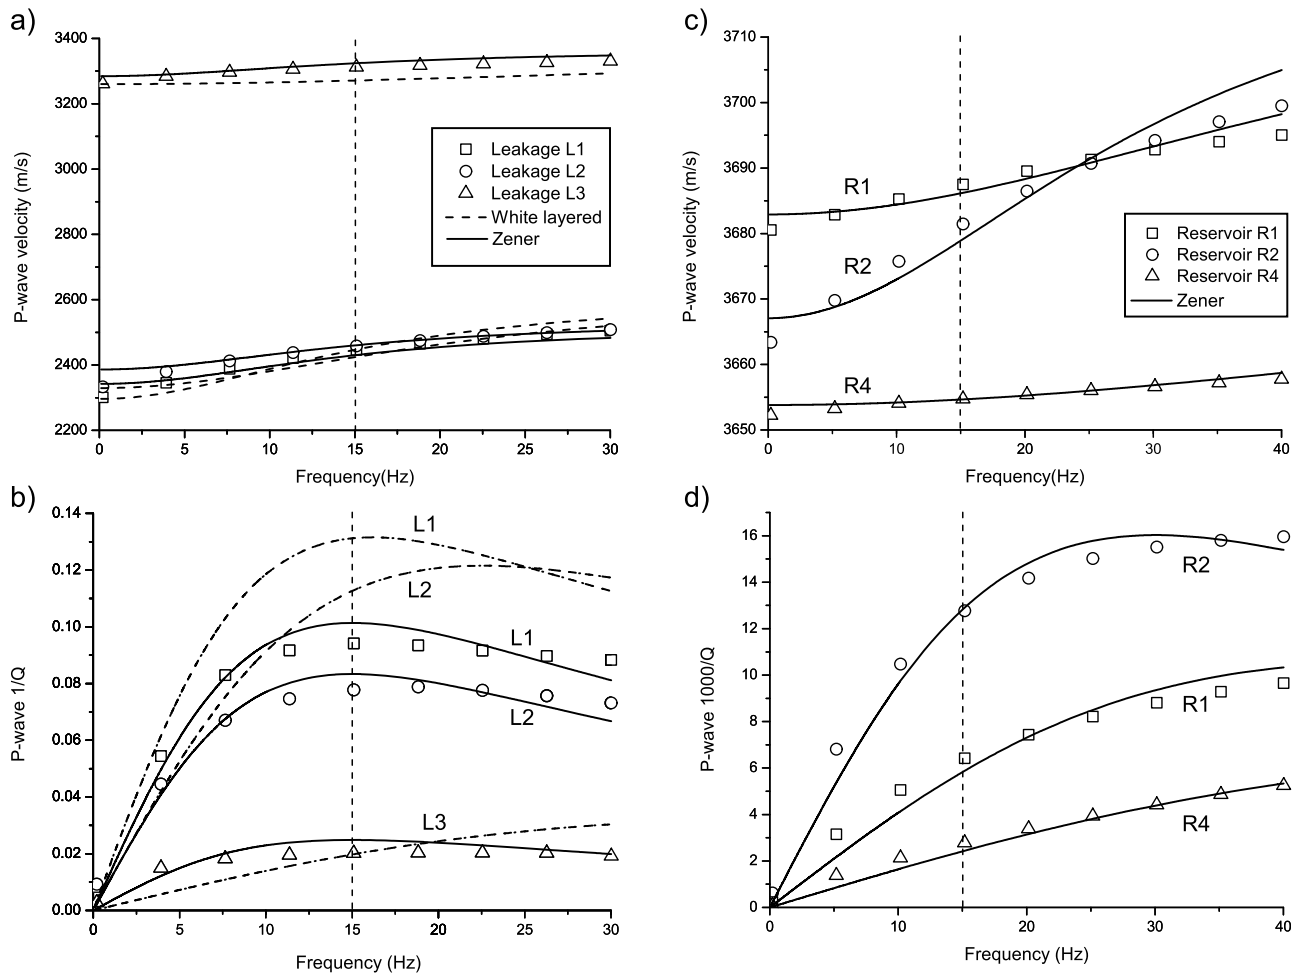 a)
3400
3200
3000
2800
2600
2400
2200
P-wave velocity (m/s)
Leakage L1
Leakage L2
Leakage L3
White layered
Zener
0 5 10 15 20 25 30
Frequency(Hz)
c)
3710
3700
3690
3680
3670
3660
3650
P-wave velocity (m/s)
R1
R2
R4
Reservoir R1
Reservoir R2
Reservoir R4
Zener
0 10 20 30 40
Frequency(Hz)
b)
0.14
0.12
0.10
0.08
0.06
0.04
0.02
0.00
P-wave 1/Q
L1
L2
L1
L2
L3
0 5 10 15 20 25 30
Frequency (Hz)
d)
16
14
12
10
8
6
4
2
0
P-wave 1000/Q
R2
R1
R4
0 10 20 30 40
Frequency (Hz)